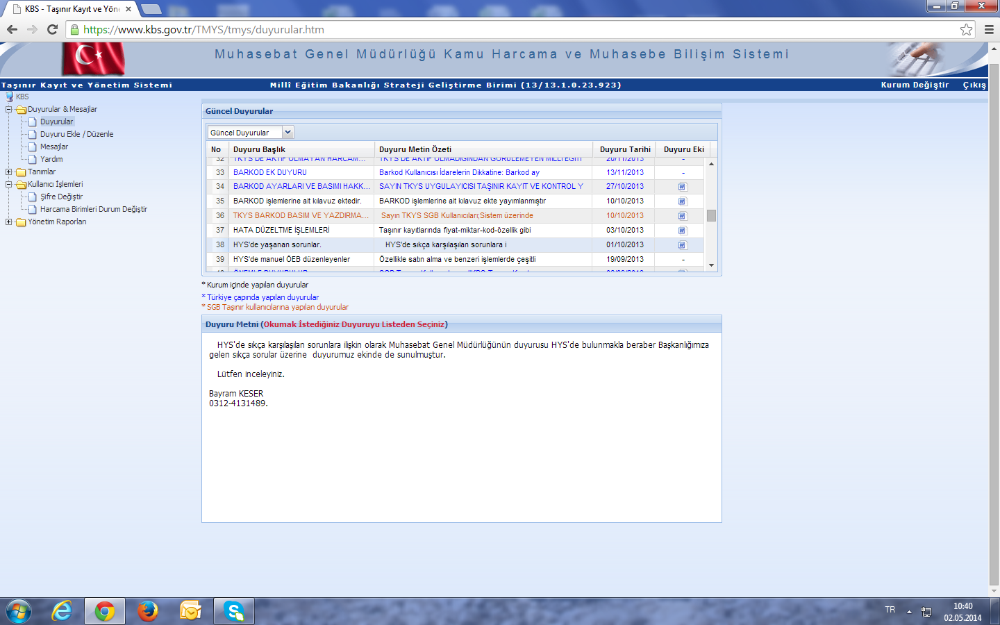 KBS - Taşınır Kayıt ve Yön
https://www.kbs.gov.tr/TMYS/tmys/duyurular.htm
Muhasebat Genel Müdürlüğü Kamu Harcama ve Muhasebe Bilişim Sistemi
Taşınır Kayıt ve Yönetim Sistemi
Millî Eğitim Bakanlığı Strateji Geliştirme Birimi (13/13.1.0.23.923)
Kurum Değiştir Çıkış
KBS
Duyurular & Mesajlar
Duyurular
Duyuru Ekle / Düzenle
Mesajlar
Yardım
Tanımlar
Kullanıcı İşlemleri
Şifre Değiştir
Harcama Birimleri Durum Değiştir
Yönetim Raporları
Güncel Duyurular
Güncel Duyurular
No Duyuru Başlık Duyuru Metin Özeti Duyuru Tarihi Duyuru Eki
32 TKYS'DE AKTİF OLMAYAN HARCAM... TKYS'DE AKTİF OLMADIĞINDAN GÖRÜLEMEYEN MİLLİ EĞİTİ 20/11/2013 -
33 BARKOD EK DUYURU Barkod Kullanıcısı İdarelerin Dikkatine: Barkod ay 13/11/2013 -
34 BARKOD AYARLARI VE BASIMI HAKK... SAYIN TKYS UYGULAYICISI TAŞINIR KAYIT VE KONTROL Y 27/10/2013
35 BARKOD işlemlerine ait kılavuz ektedir. BARKOD işlemlerine ait kılavuz ekte yayımlanmıştır 10/10/2013
36 TKYS BARKOD BASIM VE YAZDIRMA... Sayın TKYS SGB Kullanıcıları;Sistem üzerinde 10/10/2013
37 HATA DÜZELTME İŞLEMLERİ Taşınır kayıtlarında fiyat-miktar-kod-özellik gibi 03/10/2013
38 HYS'de yaşanan sorunlar. HYS'de sıkça karşılaşılan sorunlara i 01/10/2013
39 HYS'de manuel ÖEB düzenleyenler Özellikle satın alma ve benzeri işlemlerde çeşitli 19/09/2013 -
* Kurum içinde yapılan duyurular
* Türkiye çapında yapılan duyurular
* SGB Taşınır kullanıcılarına yapılan duyurular
Duyuru Metni (Okumak İstediğiniz Duyuruyu Listeden Seçiniz)
HYS'de sıkça karşılaşılan sorunlara ilişkin olarak Muhasebat Genel Müdürlüğünün duyurusu HYS'de bulunmakla beraber Başkanlığımıza
gelen sıkça sorular üzerine duyurumuz ekinde de sunulmuştur.
Lütfen inceleyiniz.
Bayram KESER
0312-4131489.
TR
10:40
02.05.2014